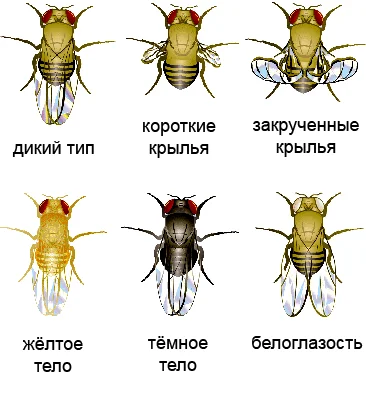 дикий тип
короткие
крылья
закрученные
крылья
жёлтое
тело
тёмное
тело
белоглазость